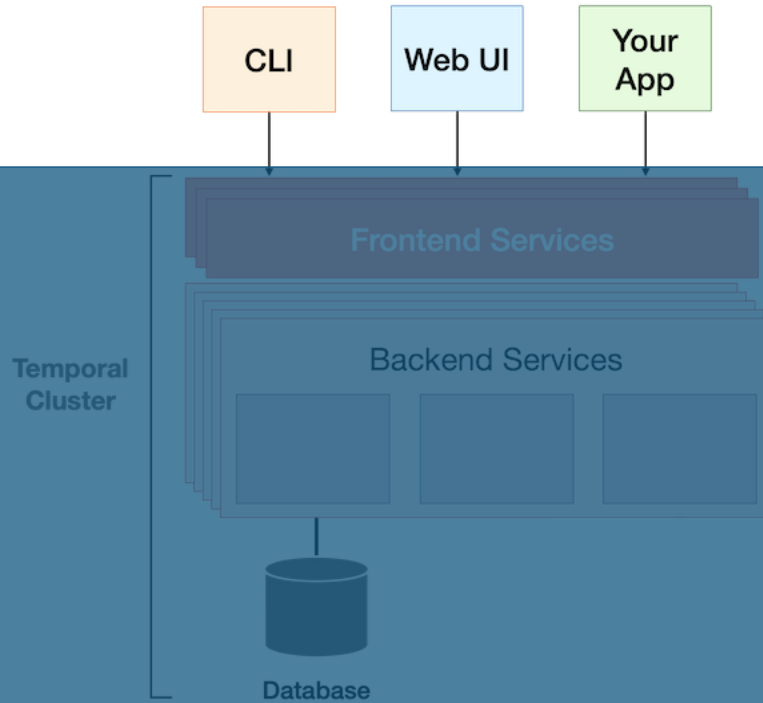 CLI
Web UI
Your
App
Frontend Services
Backend Services
Temporal
Cluster
Database